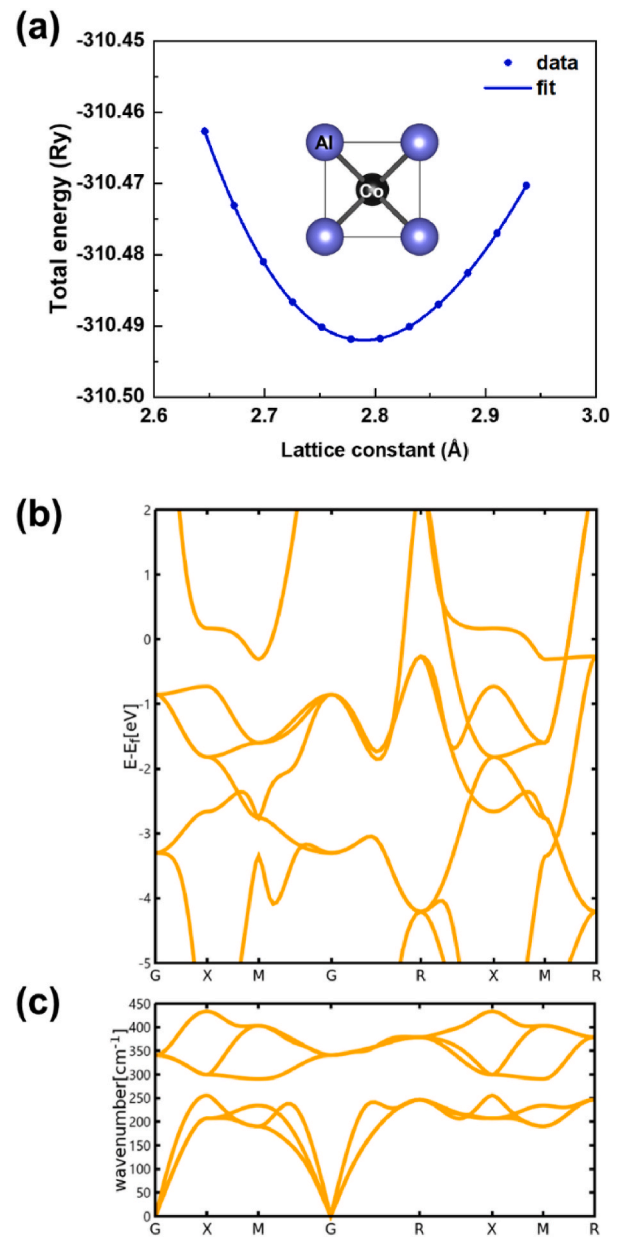 (a)
-310.45
-310.46
-310.47
-310.48
-310.49
-310.50
Total energy (Ry)
data
fit
Al
Co
2.6 2.7 2.8 2.9 3.0
Lattice constant (Å)
(b)
2
1
0
-1
-2
-3
-4
-5
E-Ef[eV]
G X M G R X M R
(c)
450
400
350
300
250
200
150
100
50
0
wavenumber[cm-1]
G X M G R X M R